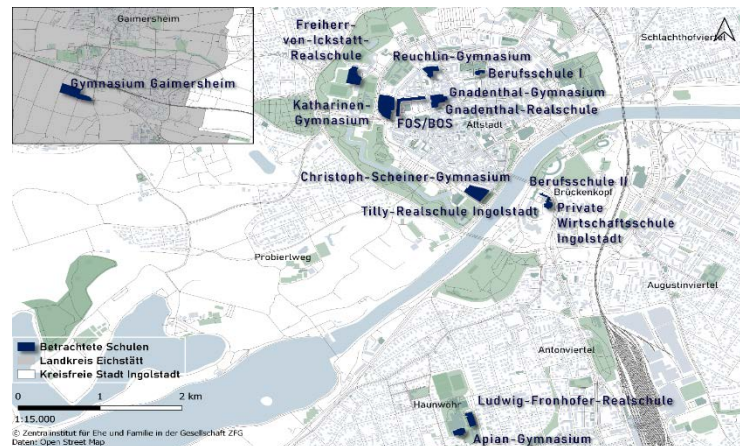 Gaimersheim
Gymnasium Gaimersheim
Freiherr-
von-Ickstatt-
Realschule
Reuchlin-Gymnasium
Schlachthofviertel
Berufsschule I
Gnadenthal-Gymnasium
Katharinen-
Gymnasium
Gnadenthal-Realschule
FOS/BOS
Altstadt
Christoph-Scheiner-Gymnasium
Berufsschule II
Brückenkopf
Tilly-Realschule Ingolstadt
Private
Wirtschaftsschule
Ingolstadt
Probierlweg
Augustinviertel
Betrachtete Schulen
Landkreis Eichstätt
Kreisfreie Stadt Ingolstadt
Antonviertel
0 1 2 km
1:15.000
Haunwöhr
Ludwig-Fronhofer-Realschule
Apian-Gymnasium
© Zentralinstitut für Ehe und Familie in der Gesellschaft ZFG
Daten: Open Street Map